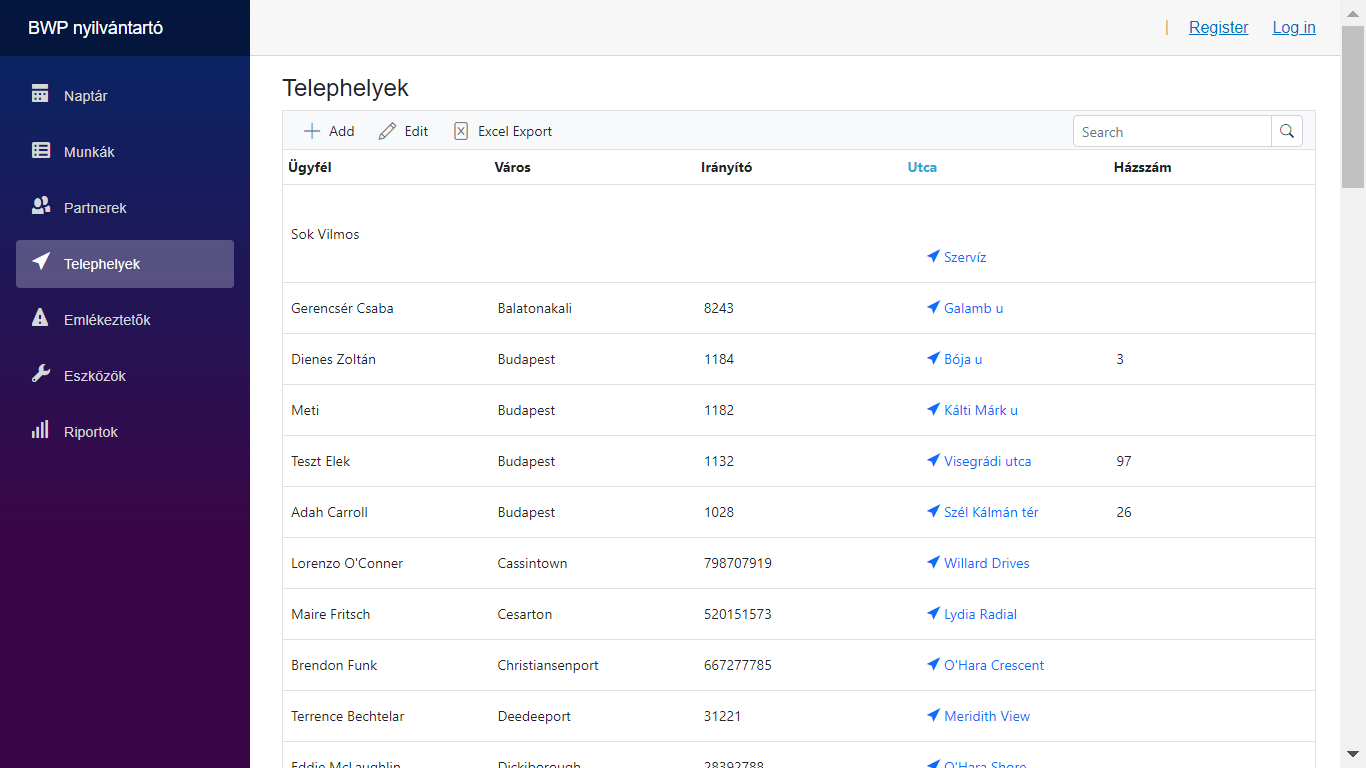 BWP nyilvántartó
Naptár
Munkák
Partnerek
Telephelyek
Emlékeztetők
Eszközök
Riportok
| Register Log in
Telephelyek
Add Edit Excel Export Search
Ügyfél Város Irányító Utca Házszám
Sok Vilmos Szervíz
Gerencsér Csaba Balatonakali 8243 Galamb u
Dienes Zoltán Budapest 1184 Bója u 3
Meti Budapest 1182 Kálti Márk u
Teszt Elek Budapest 1132 Visegrádi utca 97
Adah Carroll Budapest 1028 Szél Kálmán tér 26
Lorenzo O'Conner Cassintown 798707919 Willard Drives
Maire Fritsch Cesarton 520151573 Lydia Radial
Brendon Funk Christiansenport 667277785 O'Hara Crescent
Terrence Bechtelar Deedeeport 31221 Meridith View
Eddie McLaughlin Dickiborough 28392788 O'Hara Shore